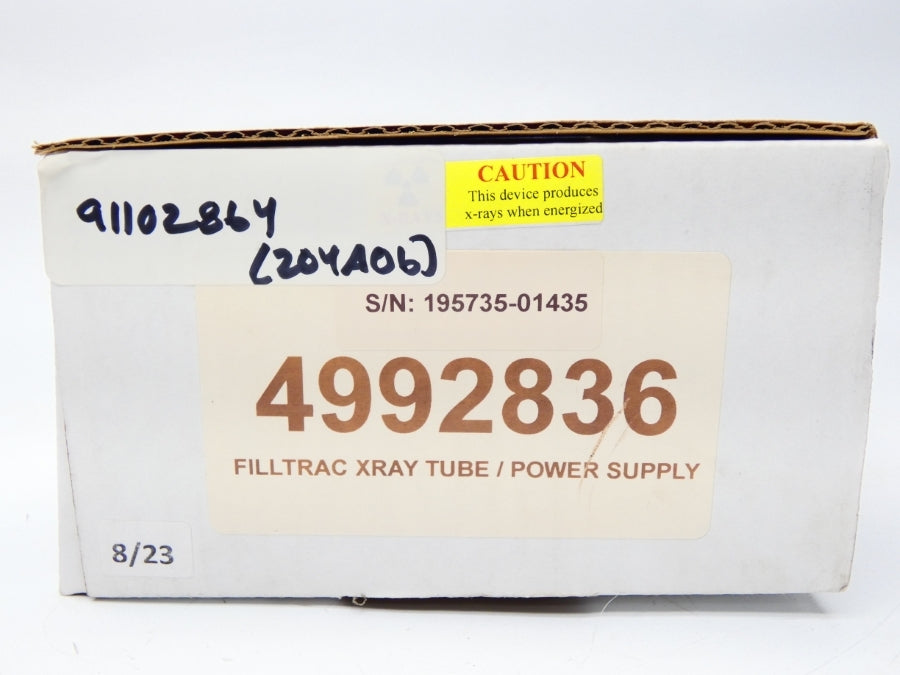 91102864
(204A06)
CAUTION
This device produces
x-rays when energized
S/N: 195735-01435
4992836
FILLTRAC XRAY TUBE / POWER SUPPLY
8/23